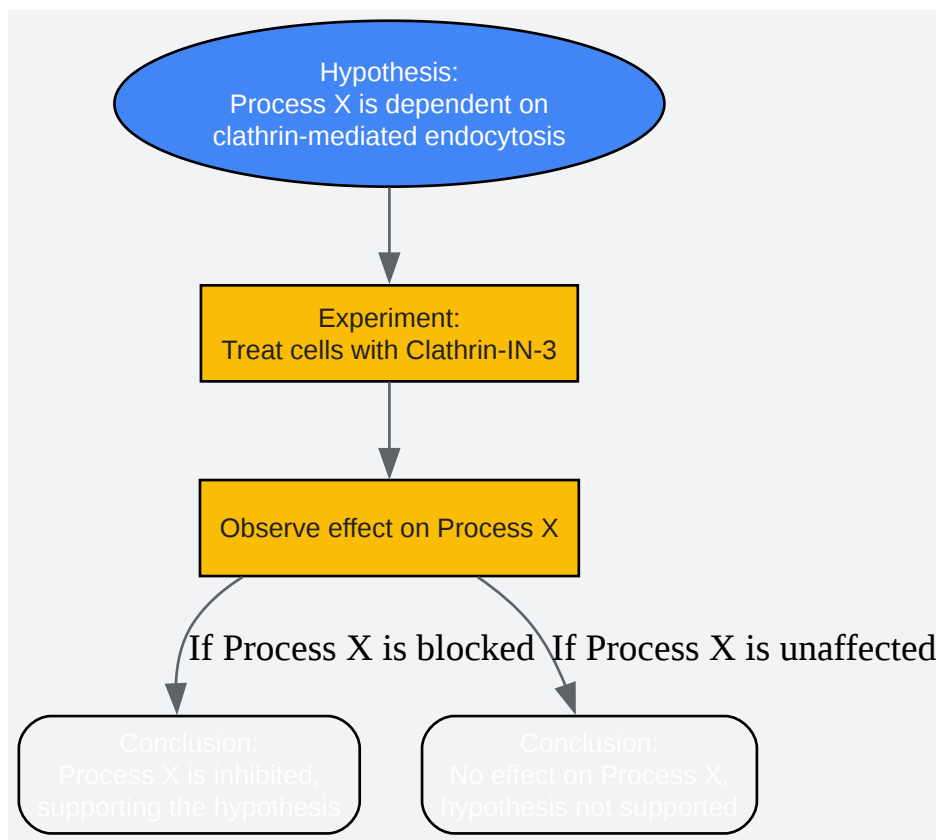 Hypothesis:
Process X is dependent on
clathrin-mediated endocytosis
Experiment:
Treat cells with Clathrin-IN-3
Observe effect on Process X
If Process X is blocked
If Process X is unaffected
Conclusion:
Process X is inhibited,
supporting the hypothesis
Conclusion:
No effect on Process X,
hypothesis not supported